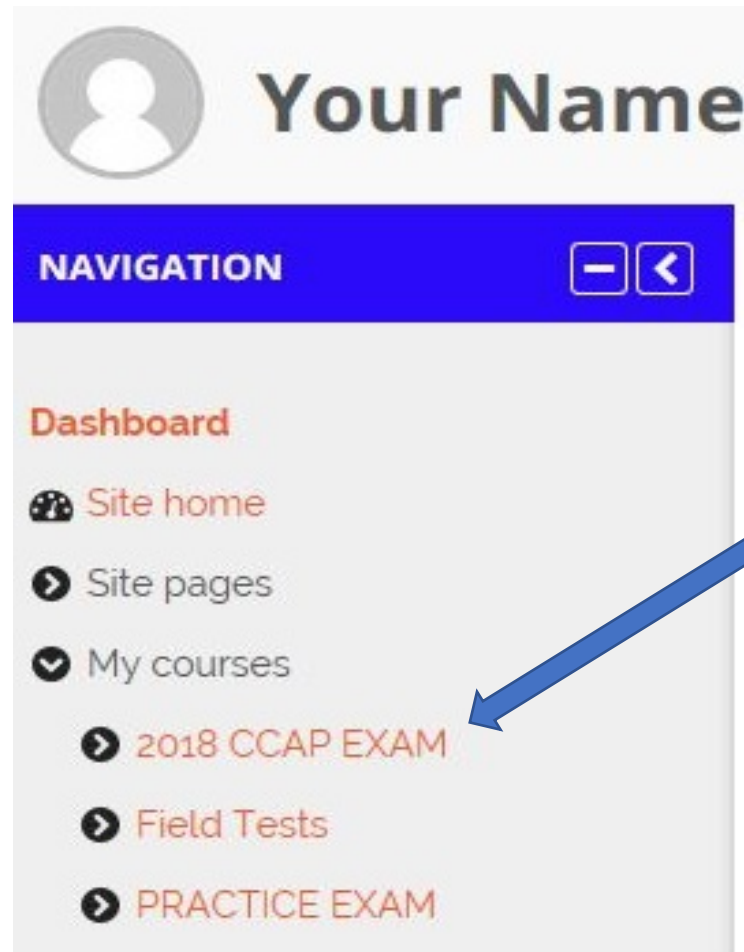 Your Name
NAVIGATION
Dashboard
Site home
Site pages
My courses
2018 CCAP EXAM
Field Tests
PRACTICE EXAM